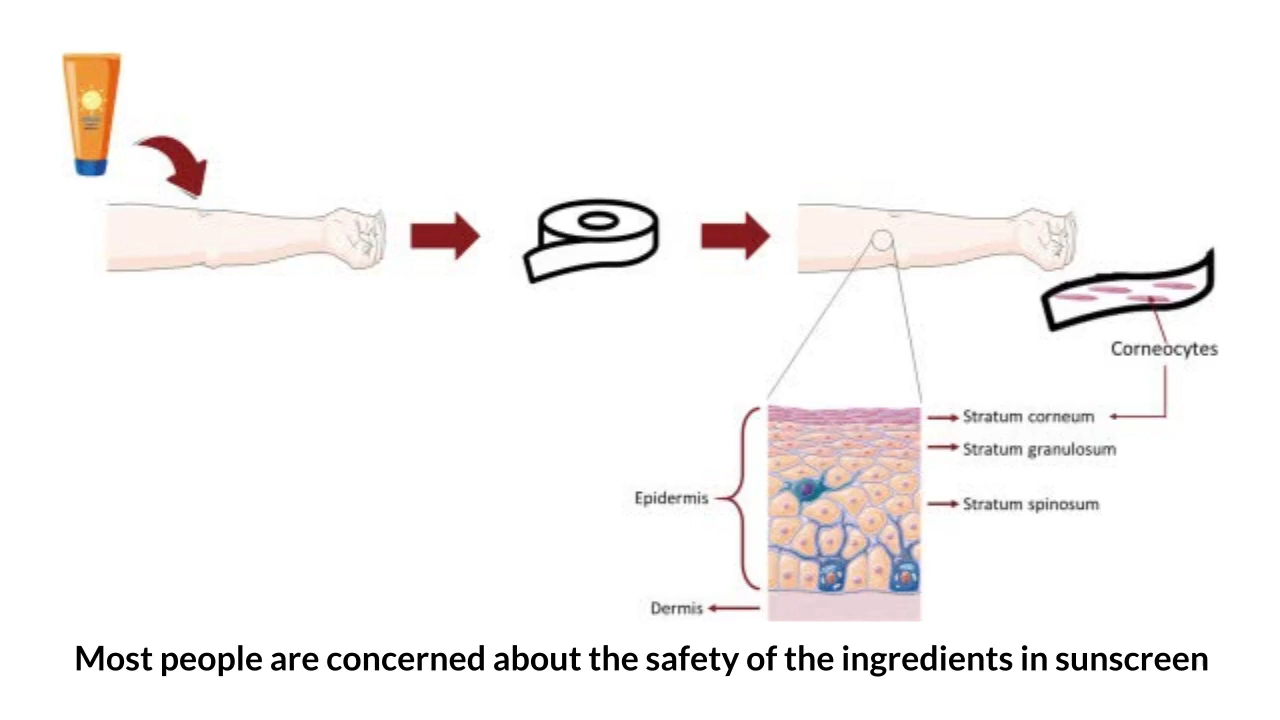 Corneocytes
Stratum corneum
Stratum granulosum
Epidermis
Stratum spinosum
Dermis
Most people are concerned about the safety of the ingredients in sunscreen